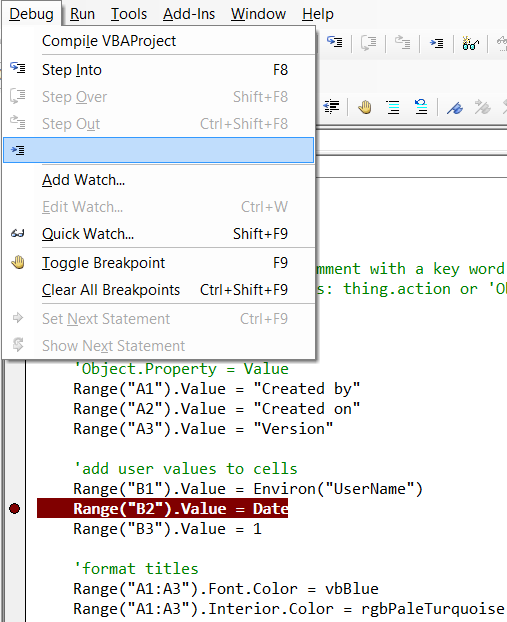 Debug Run Tools Add-Ins Window Help
Compile VBAProject
Step Into F8
Step Over Shift+F8
Step Out Ctrl+Shift+F8
Add Watch...
Edit Watch... Ctrl+W
Quick Watch... Shift+F9
Toggle Breakpoint F9
Clear All Breakpoints Ctrl+Shift+F9
Set Next Statement Ctrl+F9
Show Next Statement
mment with a key word
s: thing.action or 'Ob
'Object.Property = Value
Range("A1").Value = "Created by"
Range("A2").Value = "Created on"
Range("A3").Value = "Version"
'add user values to cells
Range("B1").Value = Environ("UserName")
Range("B2").Value = Date
Range("B3").Value = 1
'format titles
Range("A1:A3").Font.Color = vbBlue
Range("A1:A3").Interior.Color = rgbPaleTurquoise